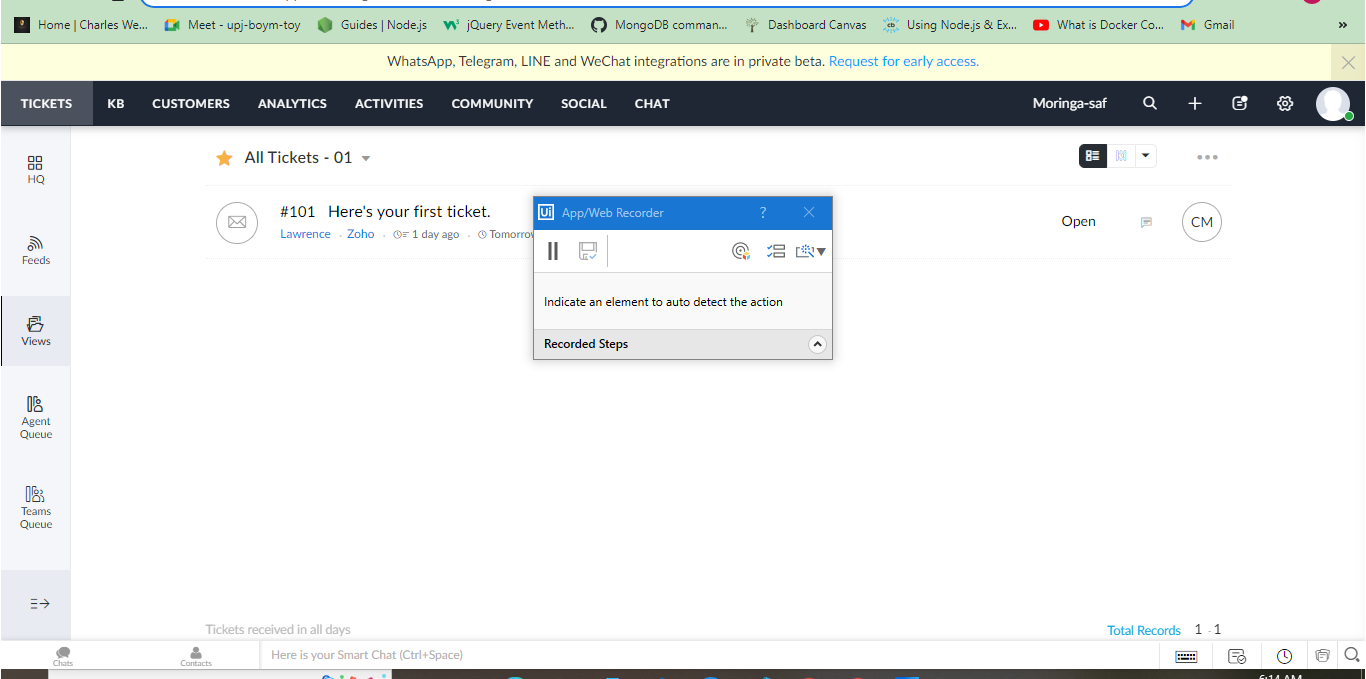 Home | Charles We... Meet - upj-boym-toy Guides | Node.js jQuery Event Meth... MongoDB comman... Dashboard Canvas Using Node.js & Ex... What is Docker Co... Gmail »
WhatsApp, Telegram, LINE and WeChat integrations are in private beta. Request for early access.
TICKETS KB CUSTOMERS ANALYTICS ACTIVITIES COMMUNITY SOCIAL CHAT Moringa-saf
HQ
Feeds
Views
Agent
Queue
Teams
Queue
All Tickets - 01
#101 Here's your first ticket.
Lawrence . Zoho . 1 day ago .
Open
CM
Ui App/Web Recorder ?
Indicate an element to auto detect the action
Recorded Steps
Tickets received in all days
Total Records 1 - 1
Chats
Contacts
Here is your Smart Chat (Ctrl+Space)